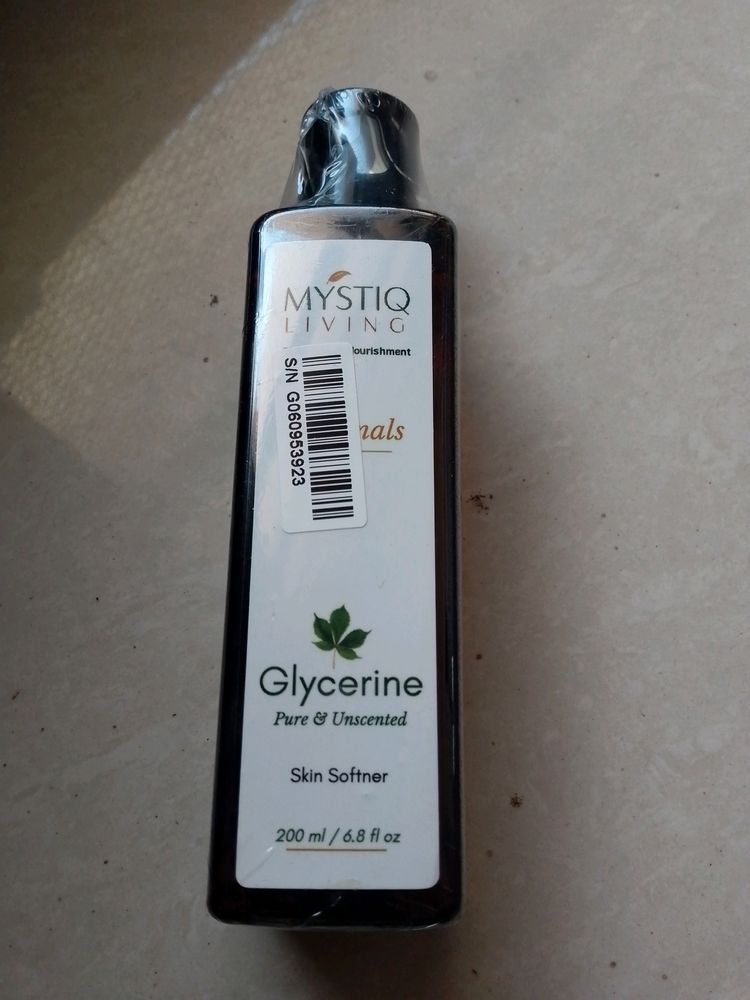 MYSTIQ
LIVING
S/N G060953923
Glycerine
Pure & Unscented
Skin Softner
200 ml / 6.8 fl oz